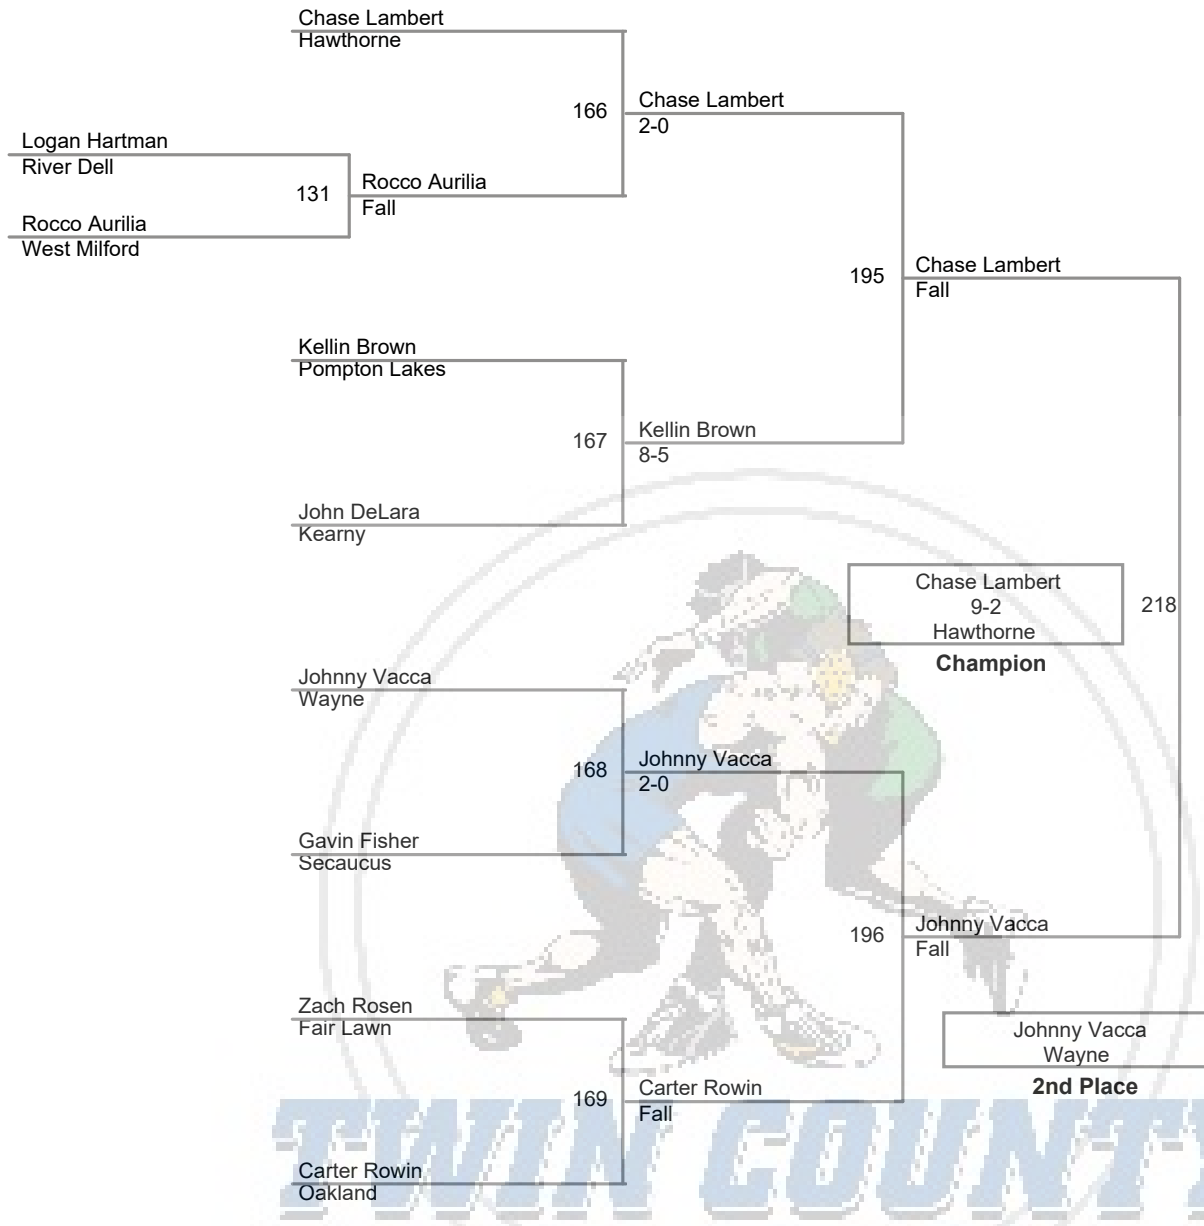 Chase Lambert
Hawthorne
166
Chase Lambert
2-0
Logan Hartman
River Dell
131
Rocco Aurilia
Fall
Rocco Aurilia
West Milford
195
Chase Lambert
Fall
Kellin Brown
Pompton Lakes
167
Kellin Brown
8-5
John DeLara
Kearny
Chase Lambert
9-2
Hawthorne
218
Champion
Johnny Vacca
Wayne
168
Johnny Vacca
2-0
Gavin Fisher
Secaucus
196
Johnny Vacca
Fall
Zach Rosen
Fair Lawn
Johnny Vacca
Wayne
2nd Place
169
Carter Rowin
Fall
Carter Rowin
Oakland
TWIN COUNTY